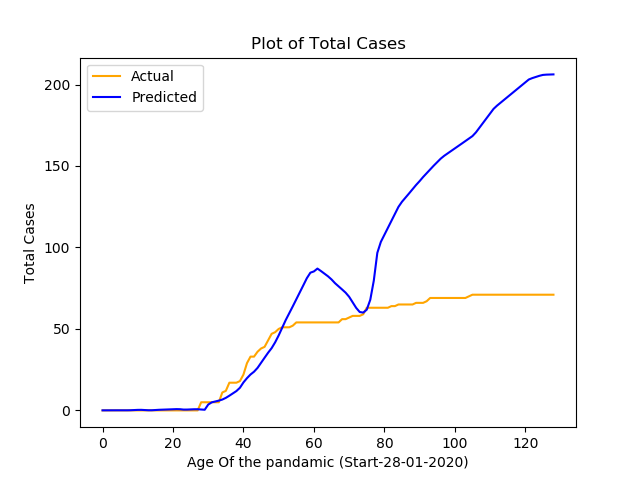 Plot of Total Cases
Actual
Predicted
200
150
100
50
0
Total Cases
0 20 40 60 80 100 120
Age Of the pandamic (Start-28-01-2020)